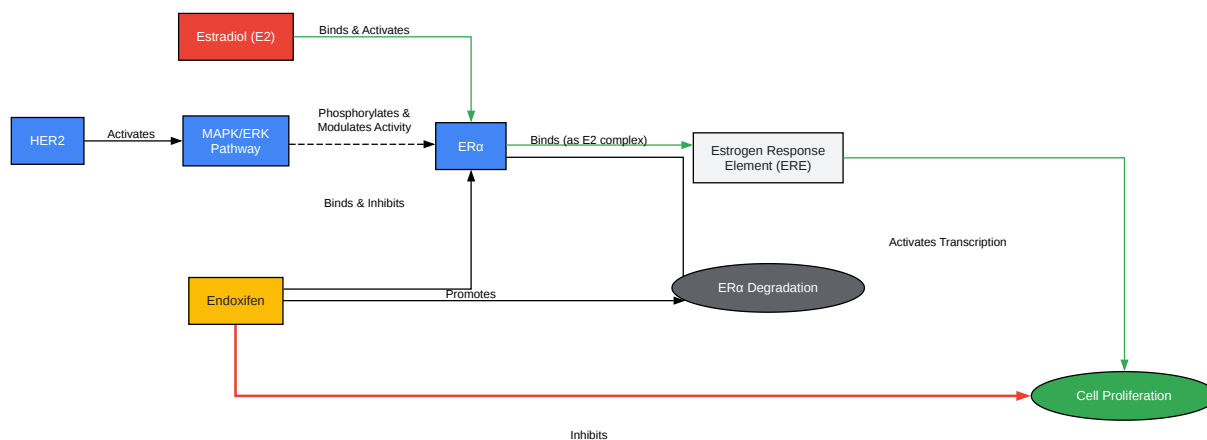 Estradiol (E2)
Binds & Activates
HER2
Activates
MAPK/ERK
Pathway
Phosphorylates &
Modulates Activity
ERα
Binds (as E2 complex)
Estrogen Response
Element (ERE)
Binds & Inhibits
Activates Transcription
Endoxifen
Promotes
ERα Degradation
Cell Proliferation
Inhibits